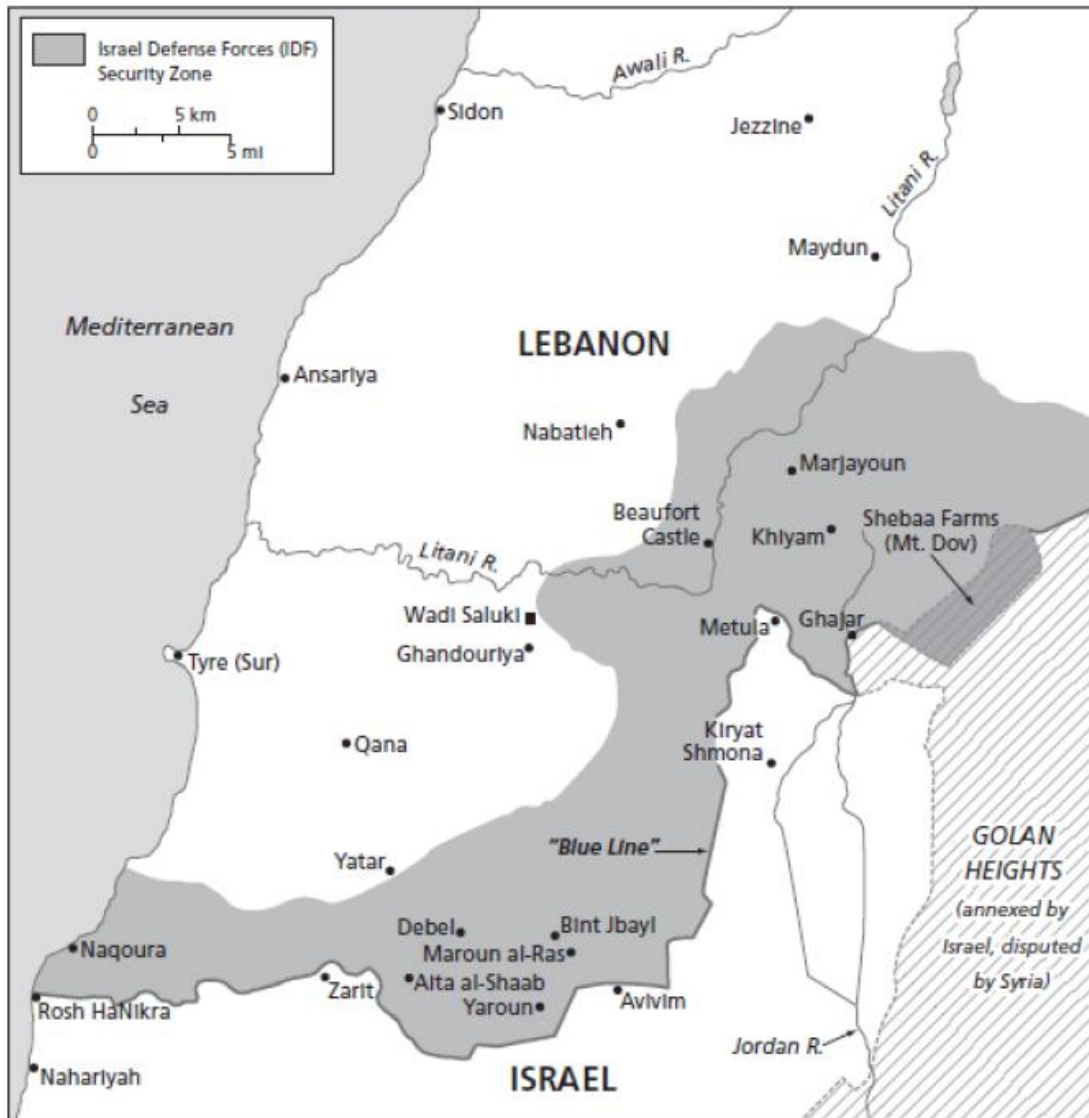 Israel Defense Forces (IDF)
Security Zone
0 5 km
0 5 mi
Awali R.
Sidon
Jezzine
Litani R.
Maydun
Mediterranean
Sea
LEBANON
Ansariya
Nabatieh
Marjayoun
Beaufort
Castle
Khiyam
Shebaa Farms
(Mt. Dov)
Litani R.
Wadi Saluki
Metula
Ghajar
Ghandouriya
Tyre (Sur)
Qana
Kiryat
Shmona
"Blue Line"
GOLAN
HEIGHTS
(annexed by
Israel, disputed
by Syria)
Yatar
Debel
Bint Jbayl
Naqoura
Maroun al-Ras
Zarit
Aita al-Shaab
Avivim
Rosh HaNikra
Yaroun
Jordan R.
Nahariyah
ISRAEL